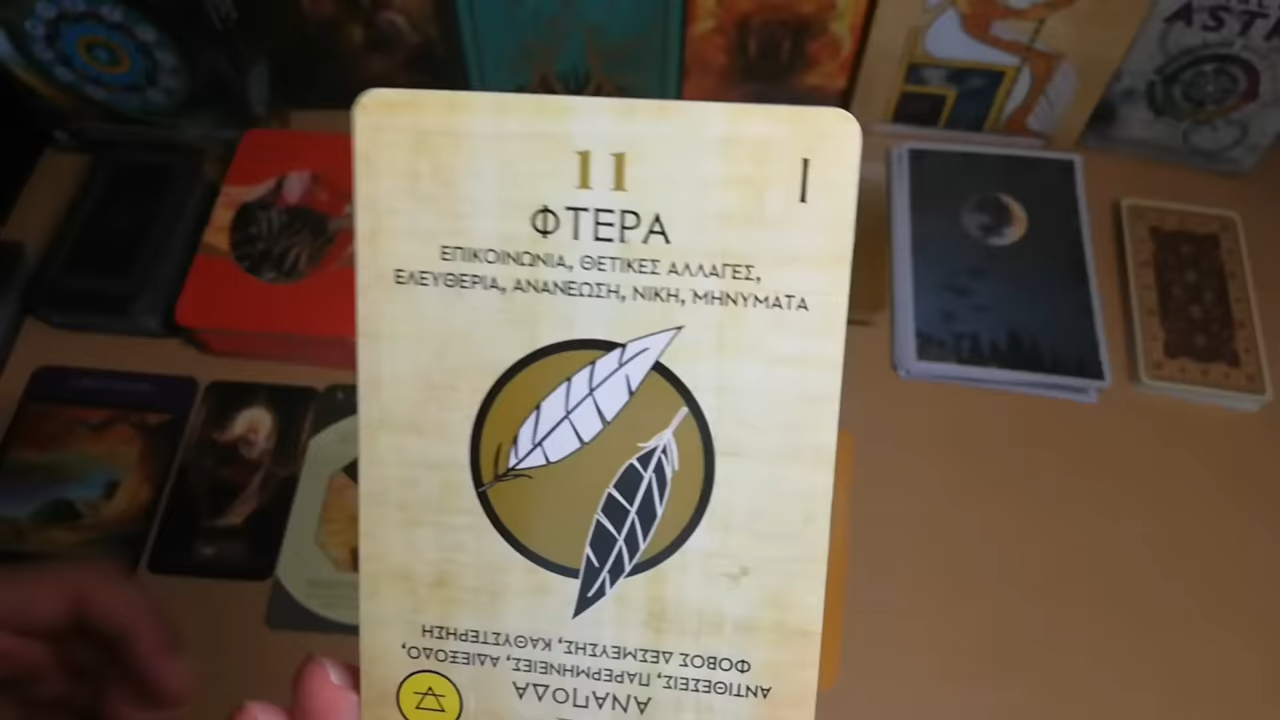 11
I
ΦΤΕΡΑ
ΕΠΙΚΟΙΝΩΝΙΑ, ΘΕΤΙΚΕΣ ΑΛΛΑΓΕΣ,
ΕΛΕΥΘΕΡΙΑ, ΑΝΑΝΕΩΣΗ, ΝΙΚΗ, ΜΗΝΥΜΑΤΑ
ΑΝΑΠΟΔΑ
ΑΝΤΙΘΕΣΕΙΣ, ΠΑΡΕΡΜΗΝΕΙΕΣ, ΑΔΙΕΞΟΔΟ,
ΦΟΒΟΣ ΔΕΣΜΕΥΣΗΣ, ΚΑΘΥΣΤΕΡΗΣΗ